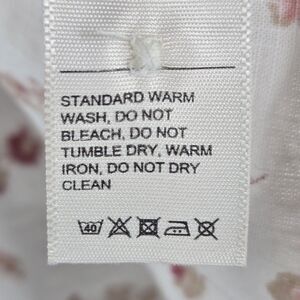 STANDARD WARM
WASH, DO NOT
BLEACH, DO NOT
TUMBLE DRY, WARM
IRON, DO NOT DRY
CLEAN
40